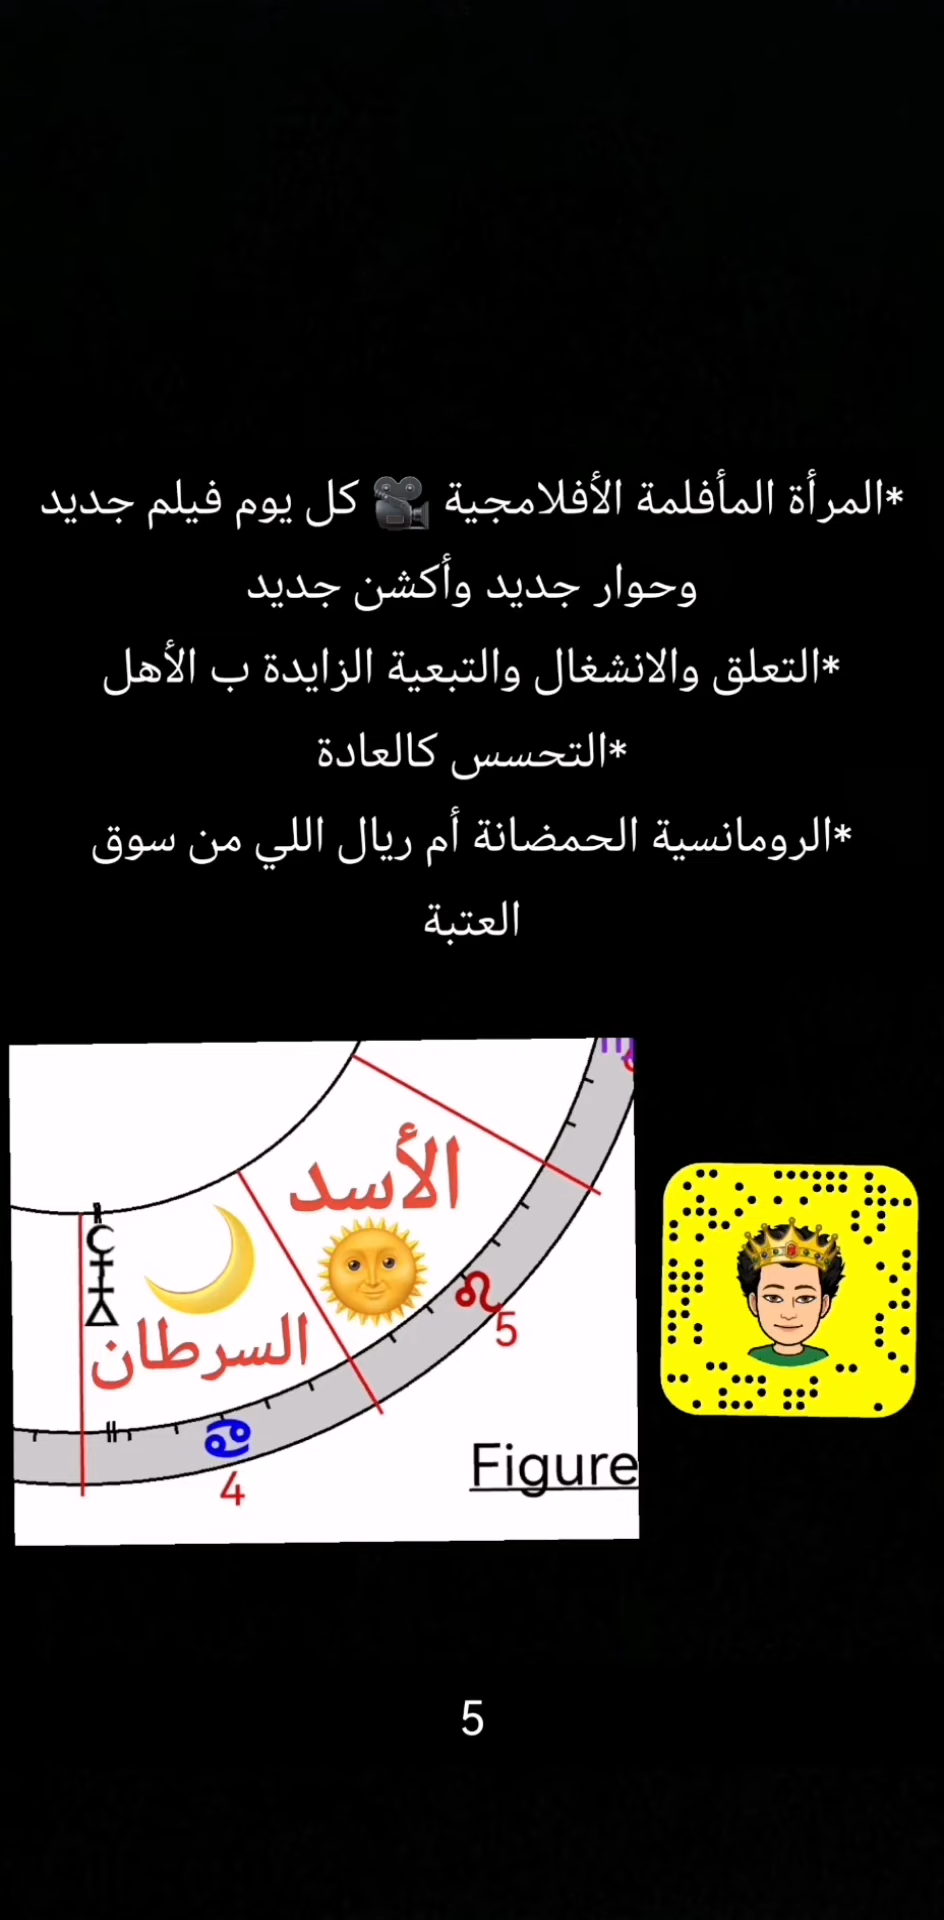 *المرأة المأفلمة الأفلامجية 🎥 كل يوم فيلم جديد
وحوار جديد وأكشن جديد
*التعلق والانشغال والتبعية الزايدة ب الأهل
*التحسس كالعادة
*الرومانسية الحمضانة أم ريال اللي من سوق
العتبة
الأسد
السرطان
5
4
Figure
5